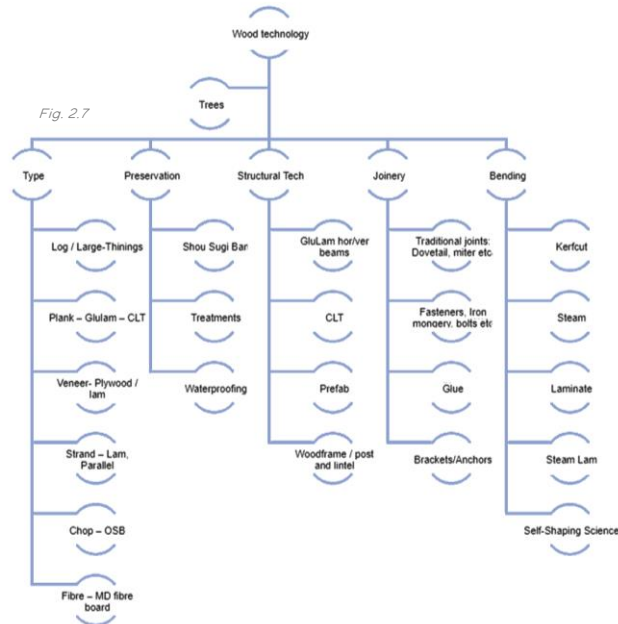 Wood technology
Trees
Fig. 2.7
Type
Preservation
Structural Tech
Joinery
Bending
Log / Large-Thinings
Shou Sugi Ban
GluLam hor/ver
beams
Traditional joints:
Dovetail, miter etc
Kerfcut
Plank – Glulam – CLT
Treatments
CLT
Fasteners, Iron
mongery, bolts etc
Steam
Veneer- Plywood /
lam
Waterproofing
Prefab
Glue
Laminate
Strand – Lam,
Parallel
Woodframe / post
and lintel
Brackets/Anchors
Steam Lam
Chop – OSB
Self-Shaping Science
Fibre – MD fibre
board